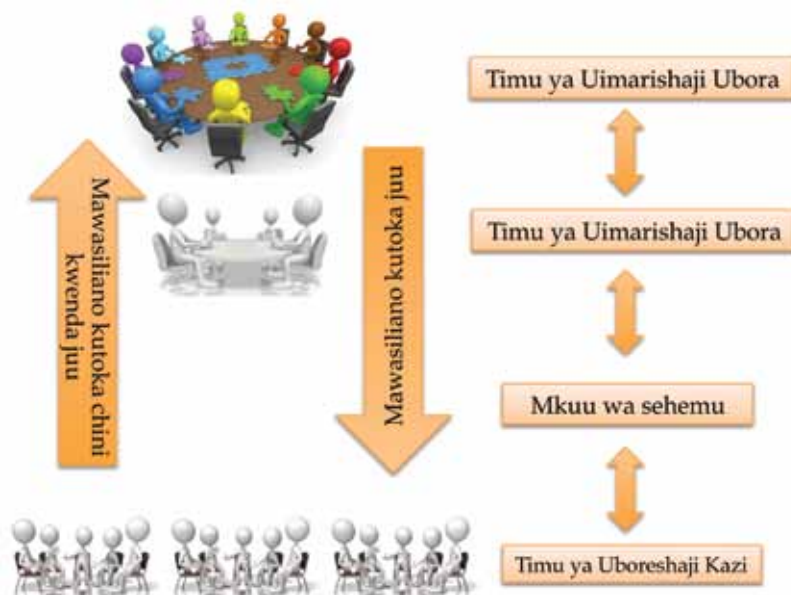 Timu ya Uimarishaji Ubora
Mawasiliano kutoka chini
kwenda juu
Mawasiliano kutoka juu
Timu ya Uimarishaji Ubora
Mkuu wa sehemu
Timu ya Uboreshaji Kazi